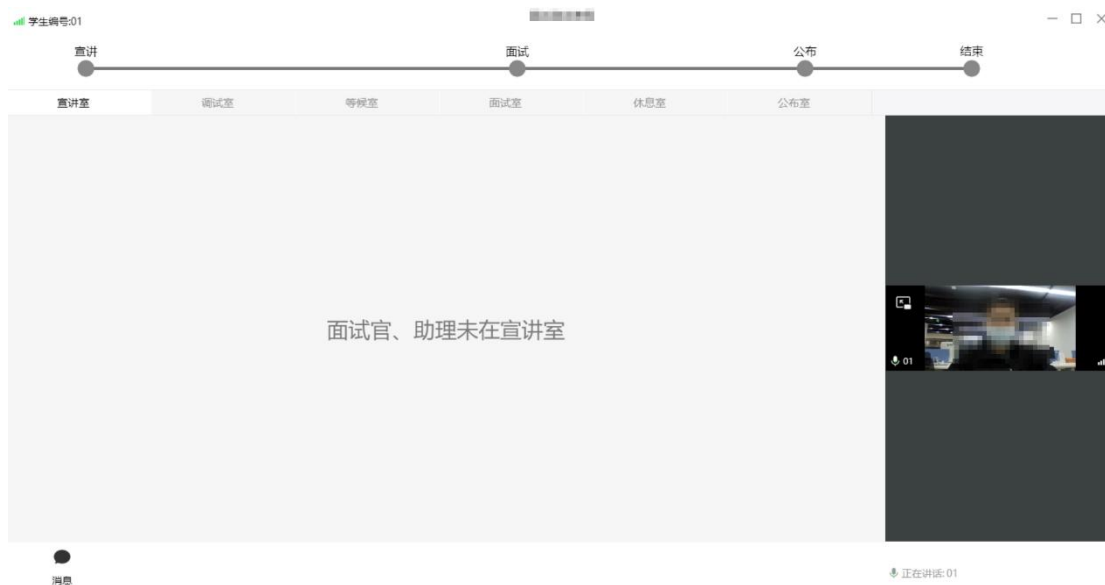 学生编号:01
宣讲 面试 公布 结束
宣讲室 调试室 等候室 面试室 休息室 公布室
面试官、助理未在宣讲室
01
消息
正在讲话: 01